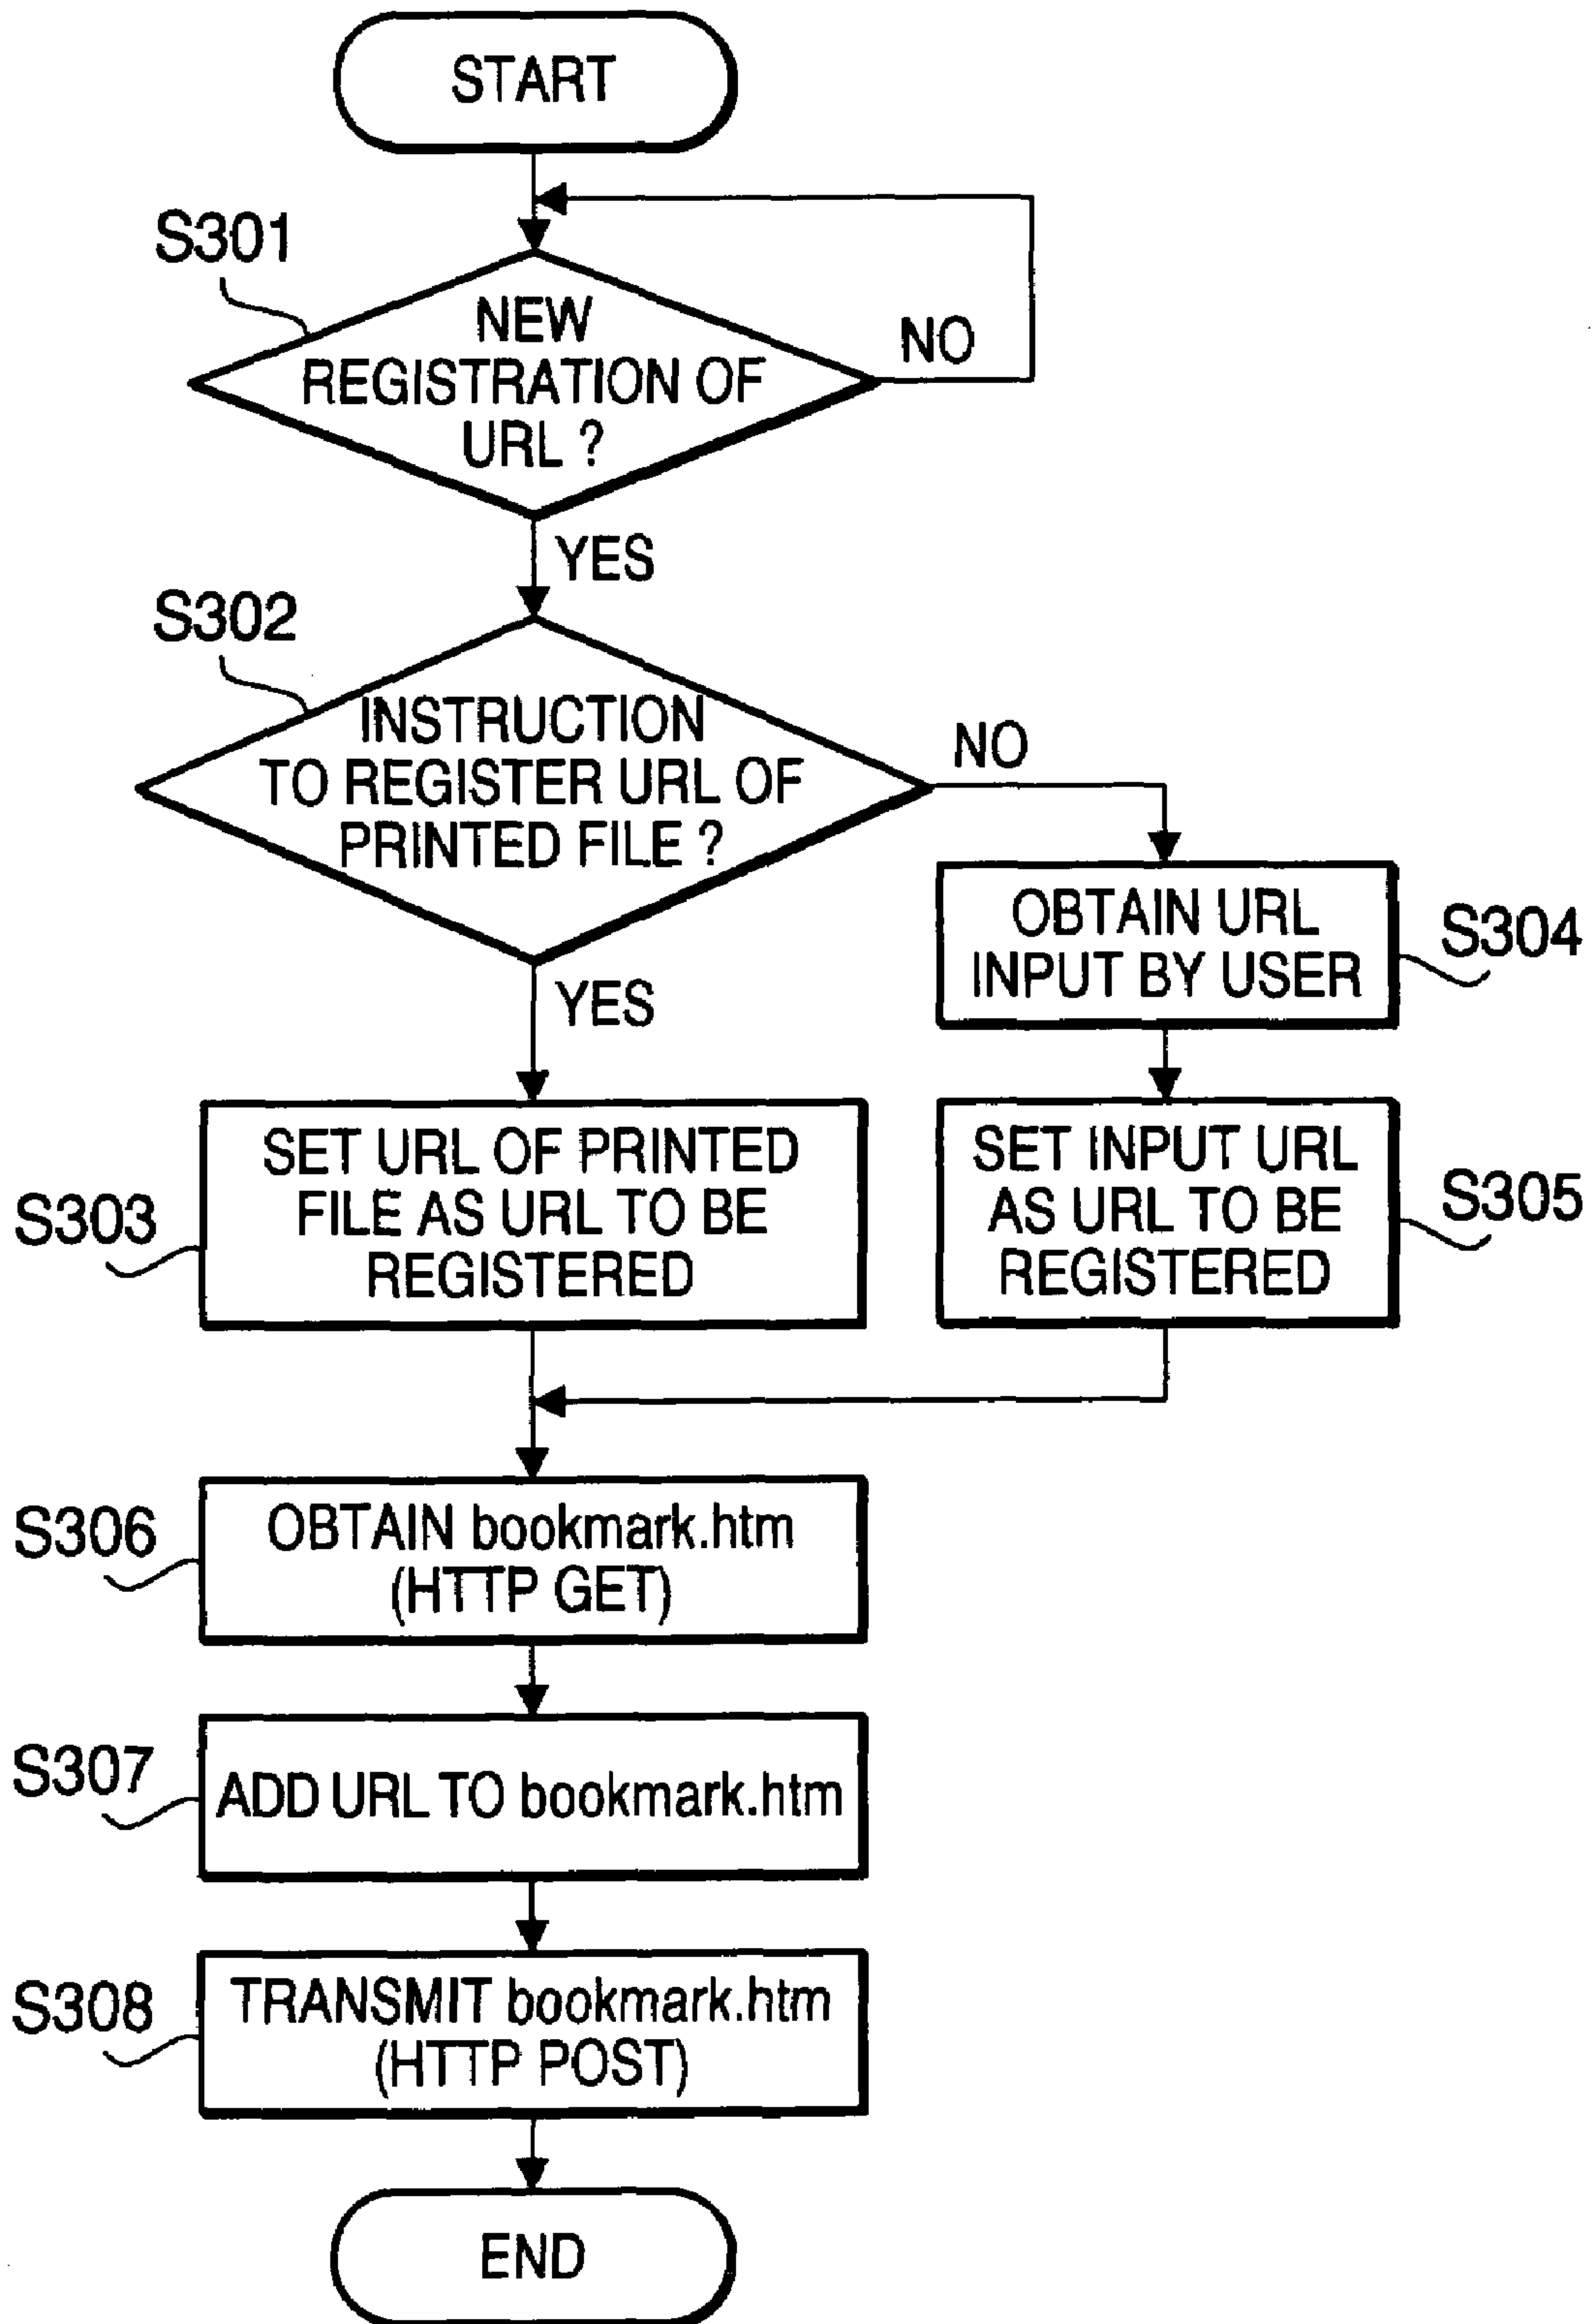 START
S301
NEW
REGISTRATION OF
URL ?
NO
YES
S302
INSTRUCTION
TO REGISTER URL OF
PRINTED FILE ?
NO
YES
OBTAIN URL
INPUT BY USER
S304
S303
SET URL OF PRINTED
FILE AS URL TO BE
REGISTERED
SET INPUT URL
AS URL TO BE
REGISTERED
S305
S306
OBTAIN bookmark.htm
(HTTP GET)
S307
ADD URL TO bookmark.htm
S308
TRANSMIT bookmark.htm
(HTTP POST)
END